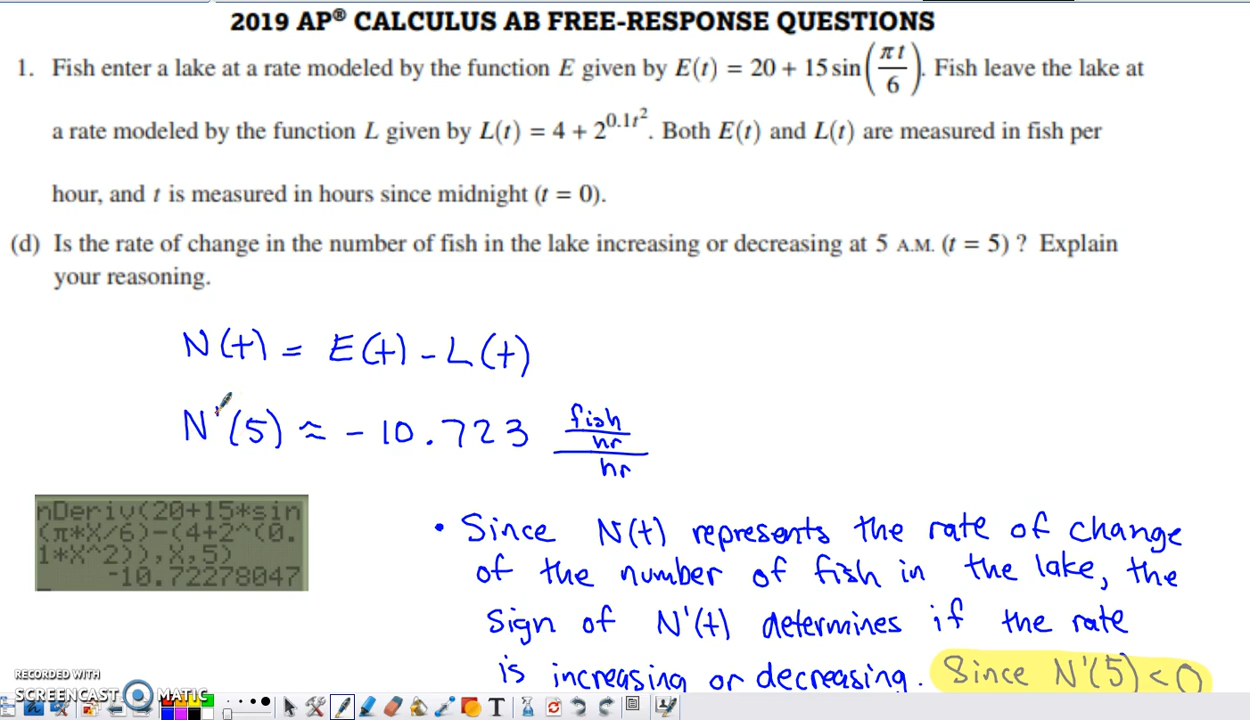 2019 AP® CALCULUS AB FREE-RESPONSE QUESTIONS
1. Fish enter a lake at a rate modeled by the function E given by E(t) = 20 + 15 sin(πt/6). Fish leave the lake at
a rate modeled by the function L given by L(t) = 4 + 2^(0.1t²). Both E(t) and L(t) are measured in fish per
hour, and t is measured in hours since midnight (t = 0).
(d) Is the rate of change in the number of fish in the lake increasing or decreasing at 5 A.M. (t = 5) ? Explain
your reasoning.
N(t) = E(t) - L(t)
N'(5) ≈ -10.723 fish/hr/hr
nDeriv(20+15*sin
(π*X/6)-(4+2^(0.
1*X^2)),X,5)
-10.72278047
• Since N(t) represents the rate of change
of the number of fish in the lake, the
sign of N'(t) determines if the rate
is increasing or decreasing. Since N'(5) < 0
RECORDED WITH
SCREENCAST MATIC
T